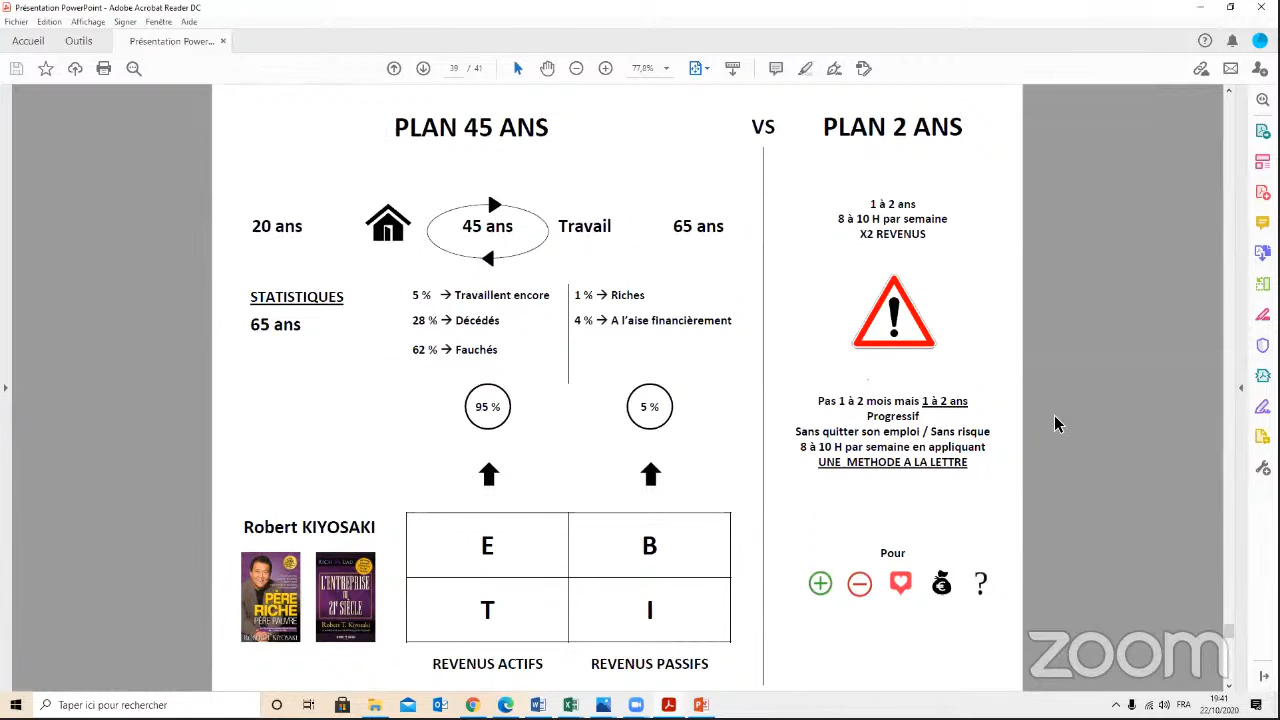 Présentation PowerPoint - Adobe Acrobat Reader DC
Fichier Edition Affichage Signer Fenêtre Aide
Accueil Outils Présentation Power... ×
39 / 41 77,8%
PLAN 45 ANS VS PLAN 2 ANS
20 ans 45 ans Travail 65 ans
1 à 2 ans
8 à 10 H par semaine
X2 REVENUS
STATISTIQUES
65 ans
5 % → Travaillent encore
28 % → Décédés
62 % → Fauchés
1 % → Riches
4 % → A l’aise financièrement
95 % 5 %
!
Pas 1 à 2 mois mais 1 à 2 ans
Progressif
Sans quitter son emploi / Sans risque
8 à 10 H par semaine en appliquant
UNE METHODE A LA LETTRE
Robert KIYOSAKI
PÈRE
RICHE
PÈRE PAUVRE
ROBERT T. KIYOSAKI
RICH DAD
L'ENTREPRISE
DU
21e SIÈCLE
Robert T. Kiyosaki
E B
T I
REVENUS ACTIFS REVENUS PASSIFS
Pour
?
zoom
Taper ici pour rechercher
FRA
19:41
22/10/2020